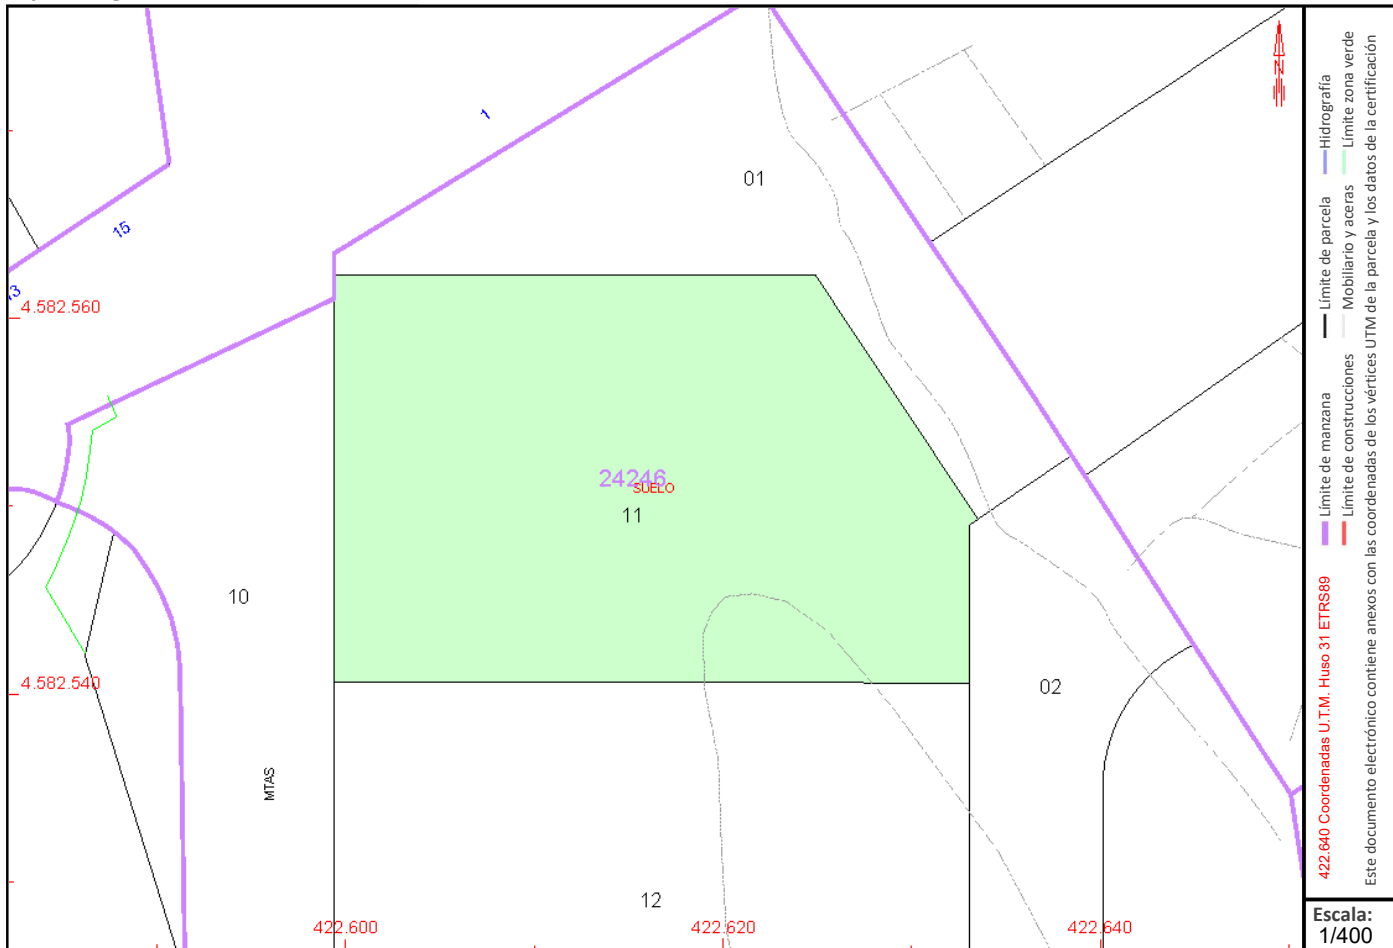 1
01
15
4.582.560
24246
SUELO
11
10
4.582.540
02
MTAS
12
422.600
422.620
422.640
N
Hidrografía
Límite zona verde
Límite de parcela
Mobiliario y aceras
Límite de manzana
Límite de construcciones
422.640 Coordenadas U.T.M. Huso 31 ETRS89
Este documento electrónico contiene anexos con las coordenadas de los vértices UTM de la parcela y los datos de la certificación
Escala:
1/400